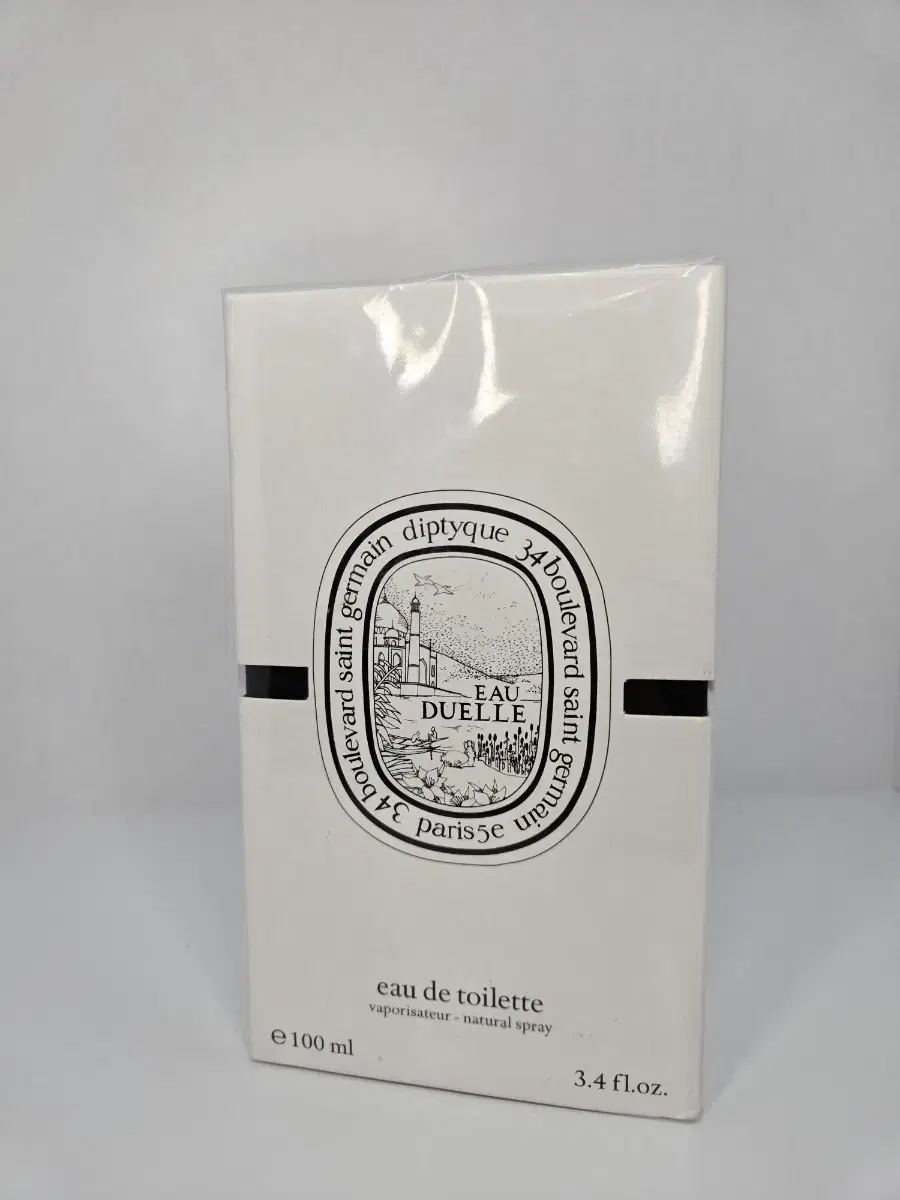 diptyque 34 boulevard saint germain paris5e 34 boulevard saint germain
EAU
DUELLE
eau de toilette
vaporisateur - natural spray
℮100 ml
3.4 fl.oz.